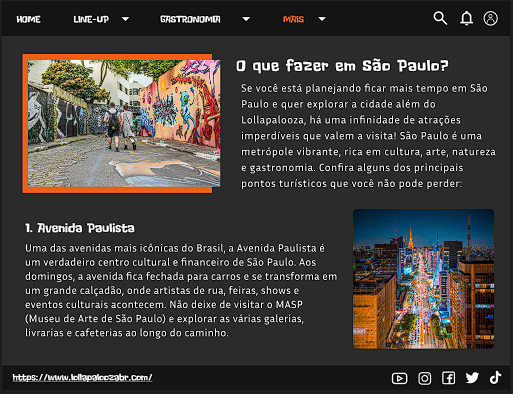 HOME LINE-UP GASTRONOMIA MAIS
O que fazer em São Paulo?
Se você está planejando ficar mais tempo em São
Paulo e quer explorar a cidade além do
Lollapalooza, há uma infinidade de atrações
imperdíveis que valem a visita! São Paulo é uma
metrópole vibrante, rica em cultura, arte, natureza
e gastronomia. Confira alguns dos principais
pontos turísticos que você não pode perder:
1. Avenida Paulista
Uma das avenidas mais icônicas do Brasil, a Avenida Paulista é
um verdadeiro centro cultural e financeiro de São Paulo. Aos
domingos, a avenida fica fechada para carros e se transforma em
um grande calçadão, onde artistas de rua, feiras, shows e
eventos culturais acontecem. Não deixe de visitar o MASP
(Museu de Arte de São Paulo) e explorar as várias galerias,
livrarias e cafeterias ao longo do caminho.
https://www.lollapaloozabr.com/